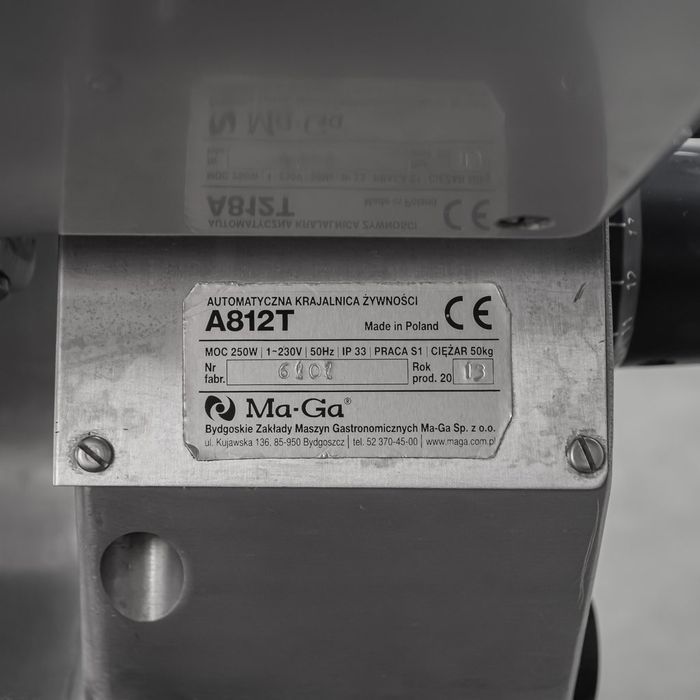 AUTOMATYCZNA KRAJALNICA ŻYWNOŚCI
A812T Made in Poland CE
MOC 250W | 1~230V | 50Hz | IP 33 | PRACA S1 | CIĘŻAR 50kg
Nr fabr. Rok prod. 20 13
Ma-Ga®
Bydgoskie Zakłady Maszyn Gastronomicznych Ma-Ga Sp. z o.o.
ul. Kujawska 136, 85-950 Bydgoszcz | tel. 52 370-45-00 | www.maga.com.pl